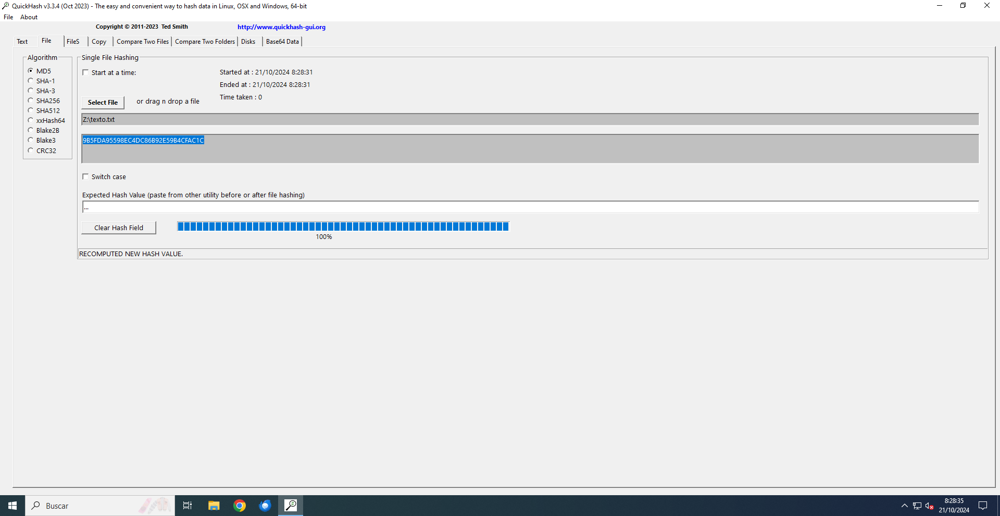 QuickHash v3.3.4 (Oct 2023) - The easy and convenient way to hash data in Linux, OSX and Windows, 64-bit
File About
Copyright © 2011-2023 Ted Smith http://www.quickhash-gui.org
Text File FileS Copy Compare Two Files Compare Two Folders Disks Base64 Data
Algorithm
MD5
SHA-1
SHA-3
SHA256
SHA512
xxHash64
Blake2B
Blake3
CRC32
Single File Hashing
Start at a time:
Started at : 21/10/2024 8:28:31
Ended at : 21/10/2024 8:28:31
Time taken : 0
Select File or drag n drop a file
Z:\texto.txt
9B5FDA95598EC4DC86B92E59B4CFAC1C
Switch case
Expected Hash Value (paste from other utility before or after file hashing)
...
Clear Hash Field
100%
RECOMPUTED NEW HASH VALUE.
Buscar
8:28:35
21/10/2024